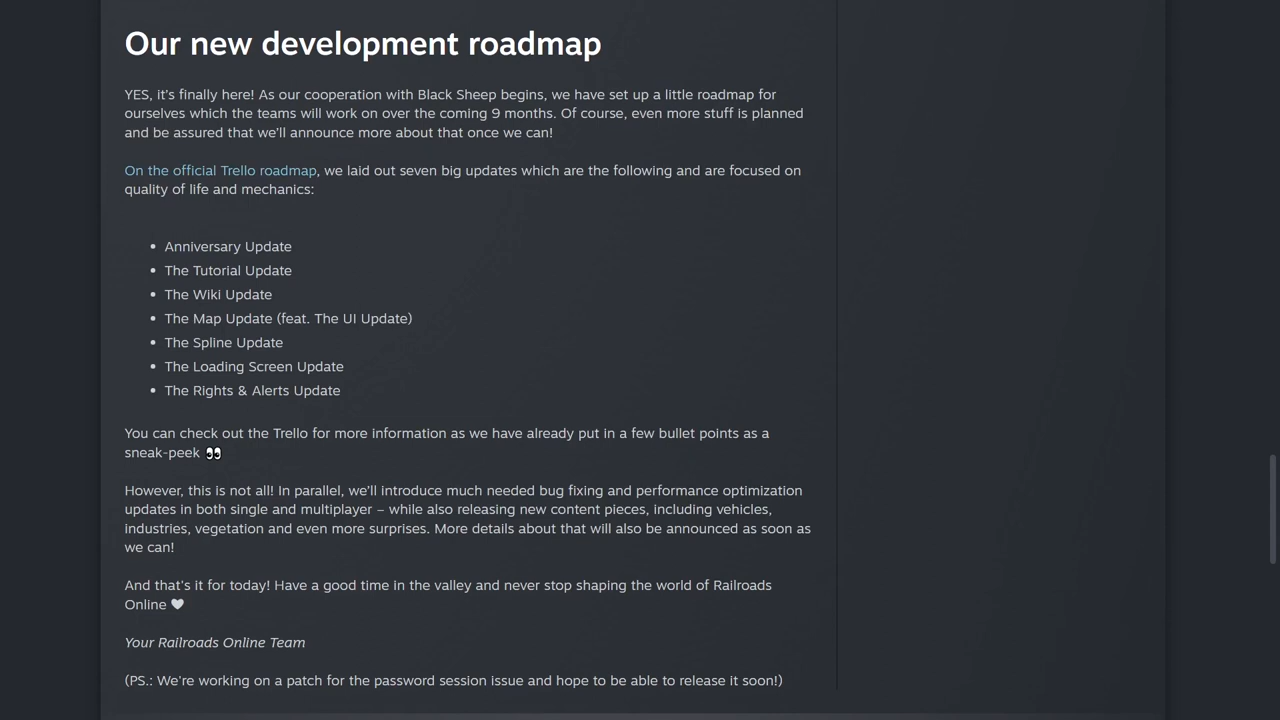 Our new development roadmap
YES, it's finally here! As our cooperation with Black Sheep begins, we have set up a little roadmap for
ourselves which the teams will work on over the coming 9 months. Of course, even more stuff is planned
and be assured that we'll announce more about that once we can!
On the official Trello roadmap, we laid out seven big updates which are the following and are focused on
quality of life and mechanics:
• Anniversary Update
• The Tutorial Update
• The Wiki Update
• The Map Update (feat. The UI Update)
• The Spline Update
• The Loading Screen Update
• The Rights & Alerts Update
You can check out the Trello for more information as we have already put in a few bullet points as a
sneak-peek 👀
However, this is not all! In parallel, we'll introduce much needed bug fixing and performance optimization
updates in both single and multiplayer – while also releasing new content pieces, including vehicles,
industries, vegetation and even more surprises. More details about that will also be announced as soon as
we can!
And that's it for today! Have a good time in the valley and never stop shaping the world of Railroads
Online ♥
Your Railroads Online Team
(PS.: We're working on a patch for the password session issue and hope to be able to release it soon!)